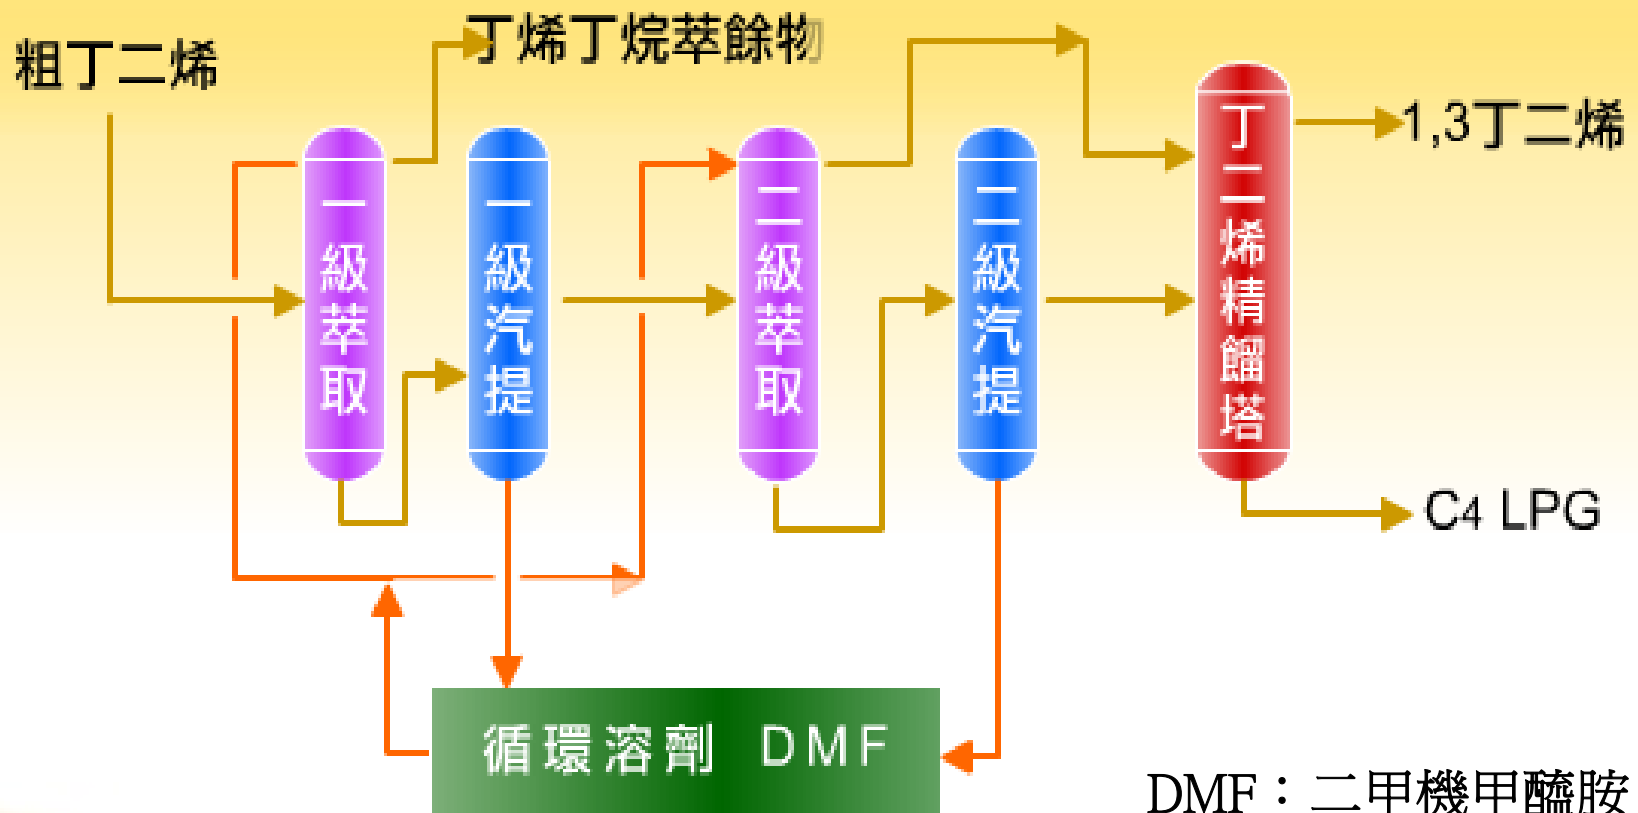 丁烯丁烷萃餘物
粗丁二烯
1,3丁二烯
一級萃取
一級汽提
二級萃取
二級汽提
丁二烯精餾塔
C4 LPG
循環溶劑 DMF
DMF：二甲機甲醯胺